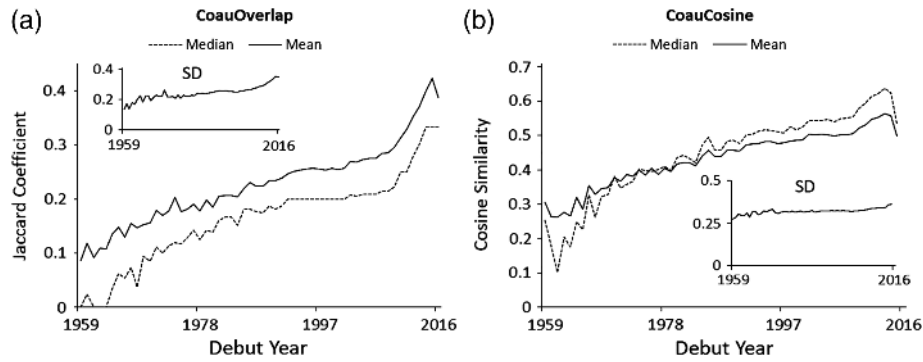 (a)
CoauOverlap
Median
Mean
0.4
0.3
0.2
0.1
0
Jaccard Coefficient
SD
0.4
0.2
0
1959
2016
1959
1978
1997
2016
Debut Year
(b)
CoauCosine
Median
Mean
0.7
0.6
0.5
0.4
0.3
0.2
0.1
0
Cosine Similarity
SD
0.5
0.25
0
1959
2016
1959
1978
1997
2016
Debut Year